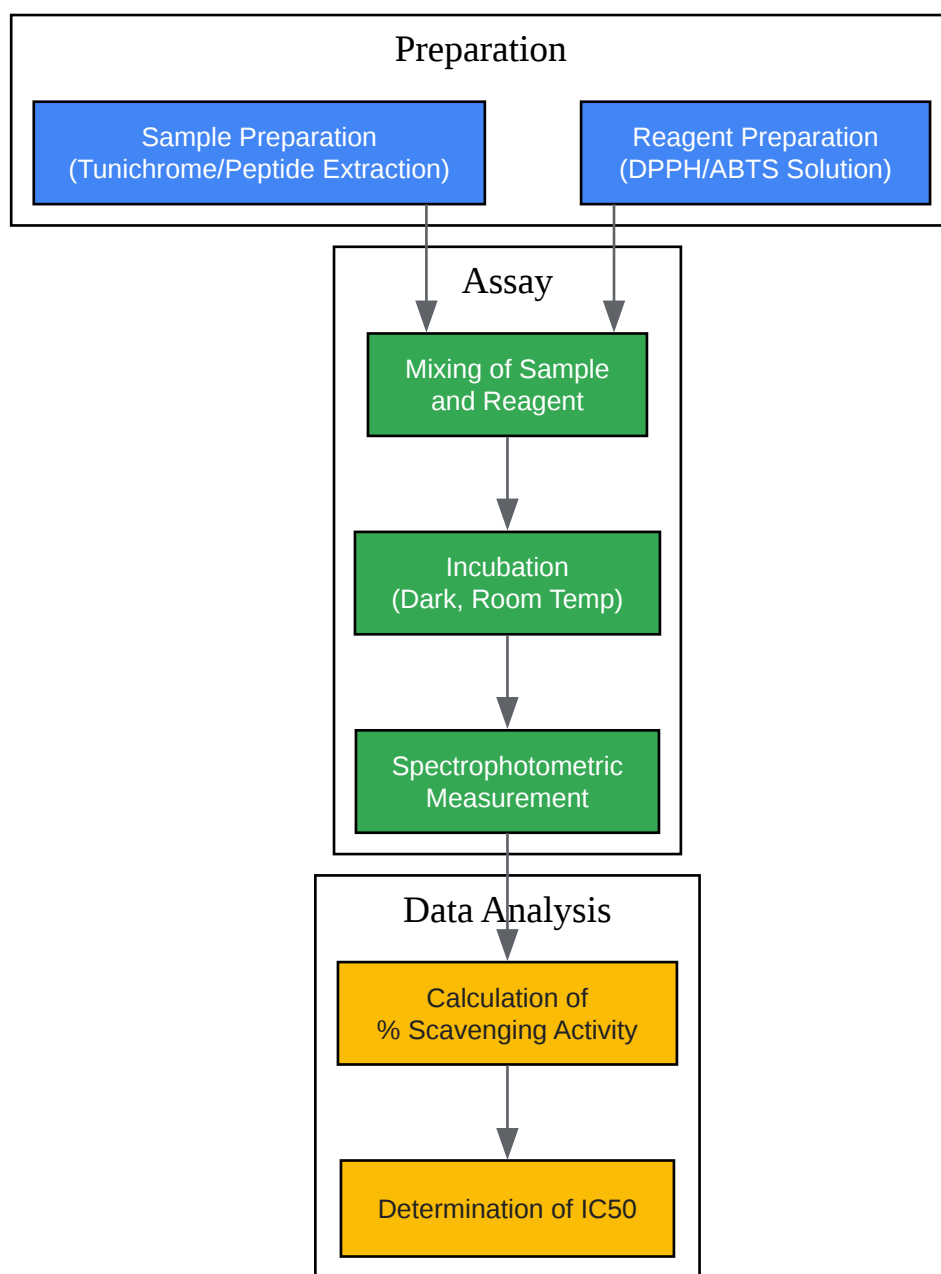 Preparation
Sample Preparation
(Tunichrome/Peptide Extraction)
Reagent Preparation
(DPPH/ABTS Solution)
Assay
Mixing of Sample
and Reagent
Incubation
(Dark, Room Temp)
Spectrophotometric
Measurement
Data Analysis
Calculation of
% Scavenging Activity
Determination of IC50